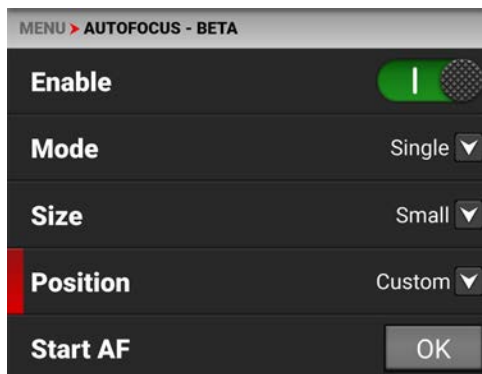 MENU > AUTOFOCUS - BETA
Enable
Mode Single
Size Small
Position Custom
Start AF OK